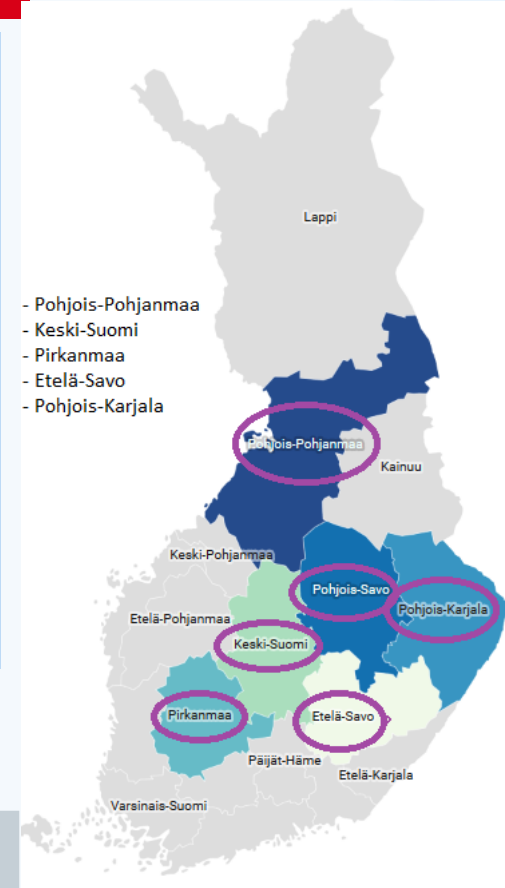 Lappi
- Pohjois-Pohjanmaa
- Keski-Suomi
- Pirkanmaa
- Etelä-Savo
- Pohjois-Karjala
Pohjois-Pohjanmaa
Kainuu
Keski-Pohjanmaa
Pohjois-Savo
Pohjois-Karjala
Etelä-Pohjanmaa
Keski-Suomi
Pirkanmaa
Etelä-Savo
Päijät-Häme
Etelä-Karjala
Varsinais-Suomi